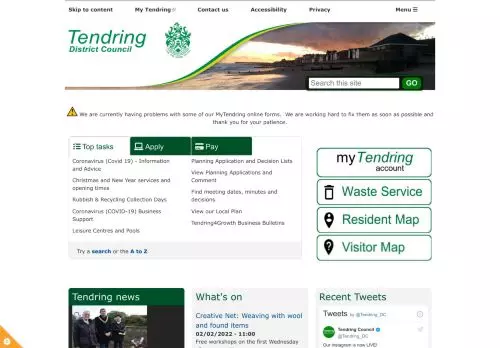 Skip to content
My Tendring
Contact us
Accessibility
Privacy
Menu ☰
Tendring
District Council
Search this site
GO
We are currently having problems with some of our MyTendring online forms. We are working hard to fix them as soon as possible and
thank you for your patience.
Top tasks
Apply
Pay
Coronavirus (Covid 19) - Information
and Advice
Christmas and New Year services and
opening times
Rubbish & Recycling Collection Days
Coronavirus (COVID-19) Business
Support
Leisure Centres and Pools
Planning Application and Decision Lists
View Planning Applications and
Comment
Find meeting dates, minutes and
decisions
View our Local Plan
Tendring4Growth Business Bulletins
Try a search or the A to Z
my Tendring
account
Waste Service
Resident Map
Visitor Map
Tendring news
What's on
Creative Net: Weaving with wool
and found items
02/02/2022 - 11:00
Free workshops on the first Wednesday
Recent Tweets
Tweets by @Tendring_DC
Tendring Council
@Tendring_DC
Our instagran is now LIVE!